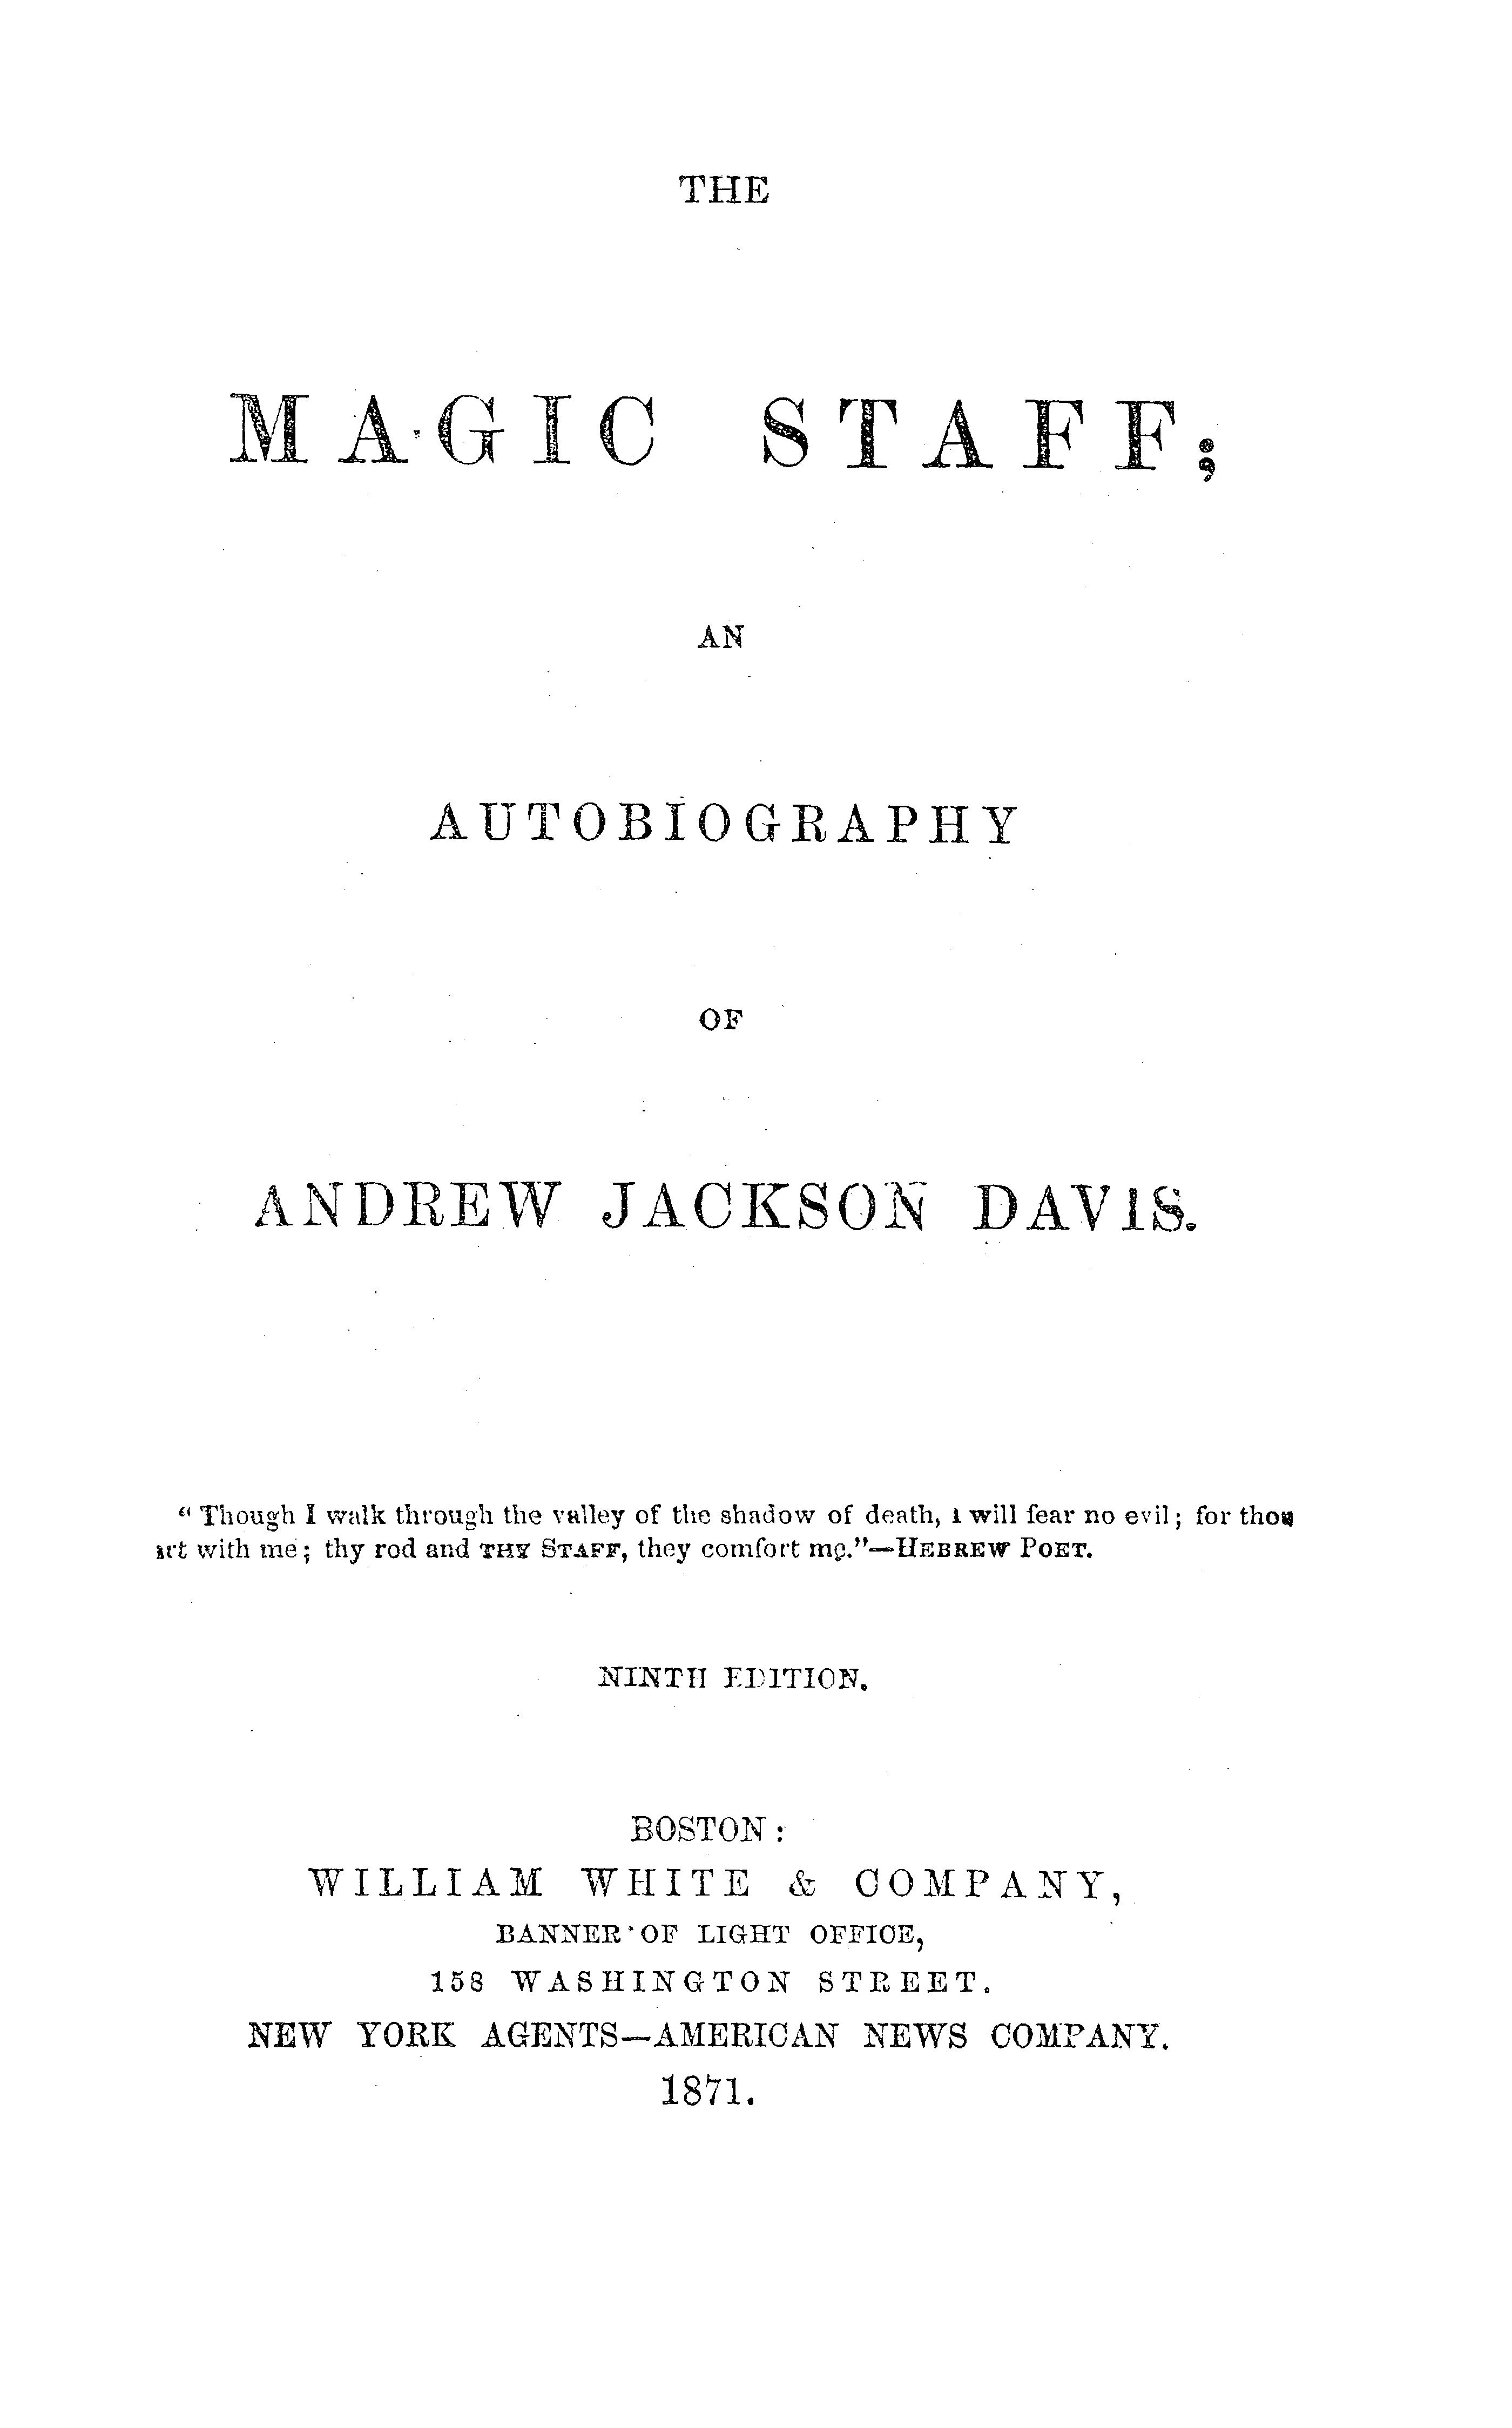 THE
MAGIC STAFF;
AN
AUTOBIOGRAPHY
OF
ANDREW JACKSON DAVIS.
“Though I walk through the valley of the shadow of death, I will fear no evil; for thou
art with me; thy rod and THY STAFF, they comfort me.”—HEBREW POET.
NINTH EDITION.
BOSTON:
WILLIAM WHITE & COMPANY,
BANNER OF LIGHT OFFICE,
158 WASHINGTON STREET.
NEW YORK AGENTS—AMERICAN NEWS COMPANY.
1871.